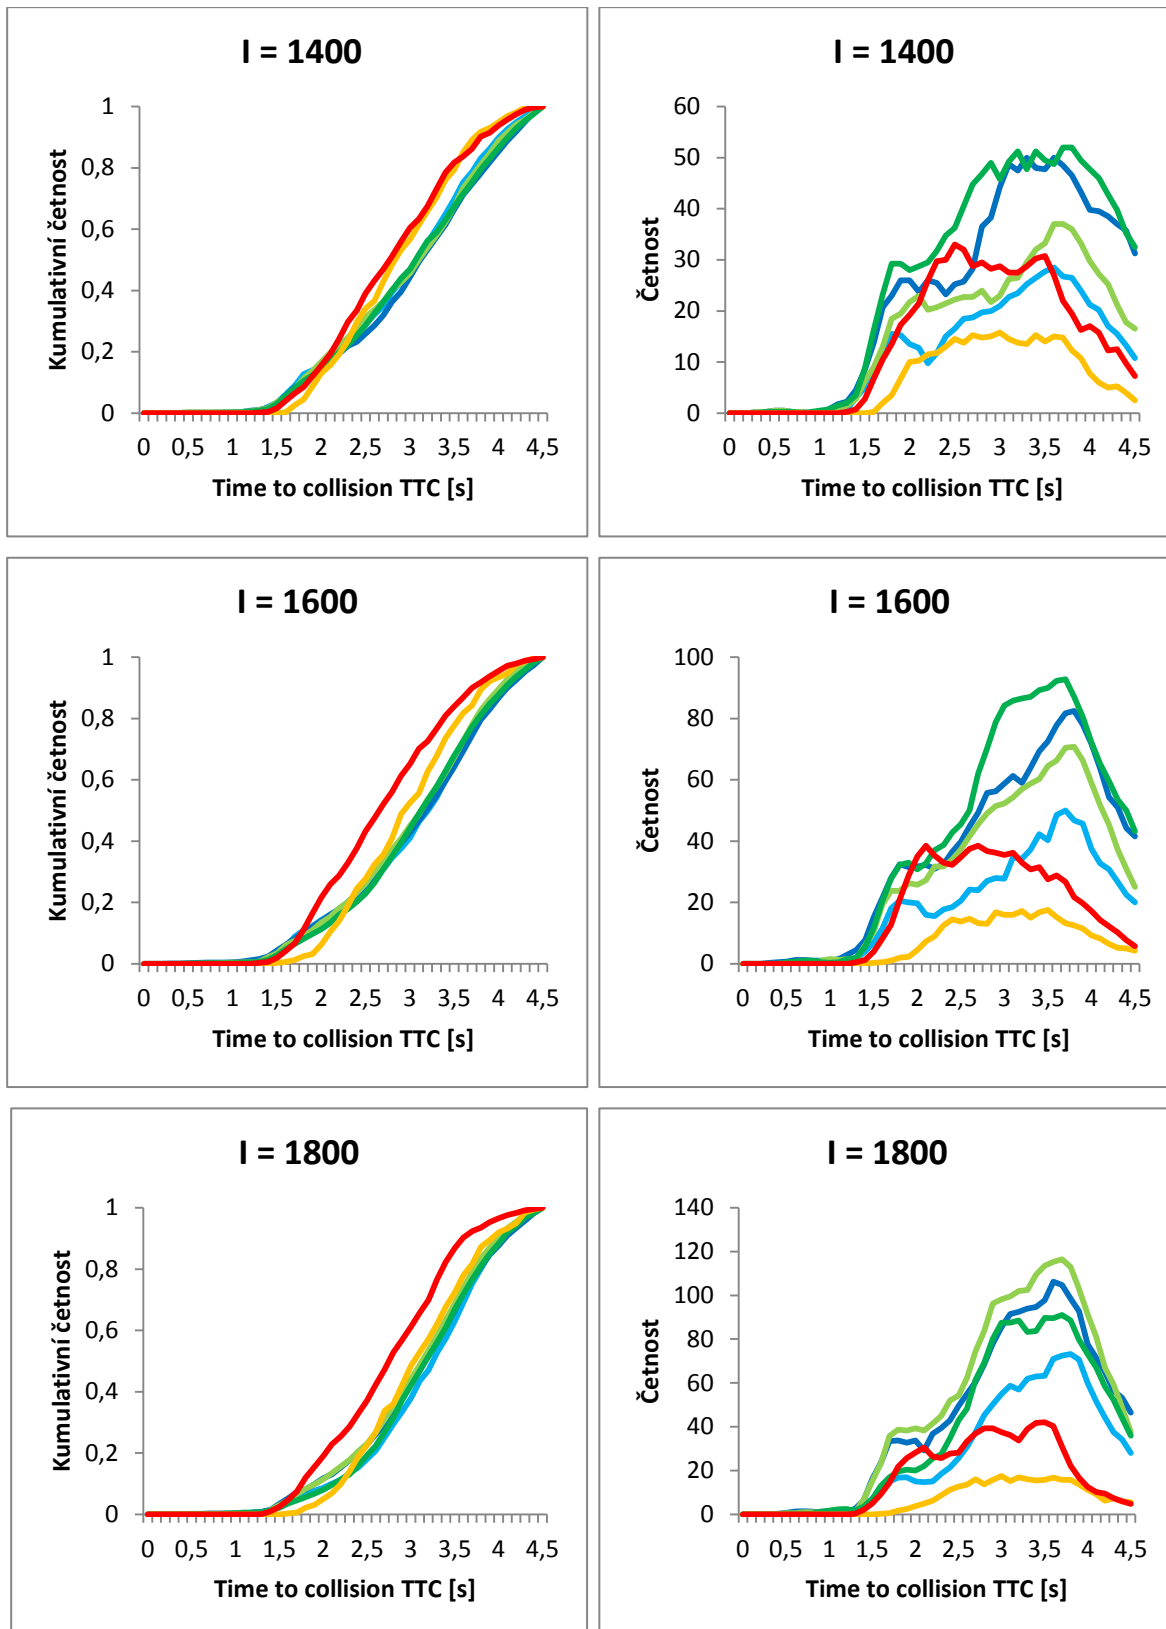 I = 1400
Kumulativní četnost
1
0,8
0,6
0,4
0,2
0
0 0,5 1 1,5 2 2,5 3 3,5 4 4,5
Time to collision TTC [s]
I = 1400
Četnost
60
50
40
30
20
10
0
0 0,5 1 1,5 2 2,5 3 3,5 4 4,5
Time to collision TTC [s]
I = 1600
Kumulativní četnost
1
0,8
0,6
0,4
0,2
0
0 0,5 1 1,5 2 2,5 3 3,5 4 4,5
Time to collision TTC [s]
I = 1600
Četnost
100
80
60
40
20
0
0 0,5 1 1,5 2 2,5 3 3,5 4 4,5
Time to collision TTC [s]
I = 1800
Kumulativní četnost
1
0,8
0,6
0,4
0,2
0
0 0,5 1 1,5 2 2,5 3 3,5 4 4,5
Time to collision TTC [s]
I = 1800
Četnost
140
120
100
80
60
40
20
0
0 0,5 1 1,5 2 2,5 3 3,5 4 4,5
Time to collision TTC [s]